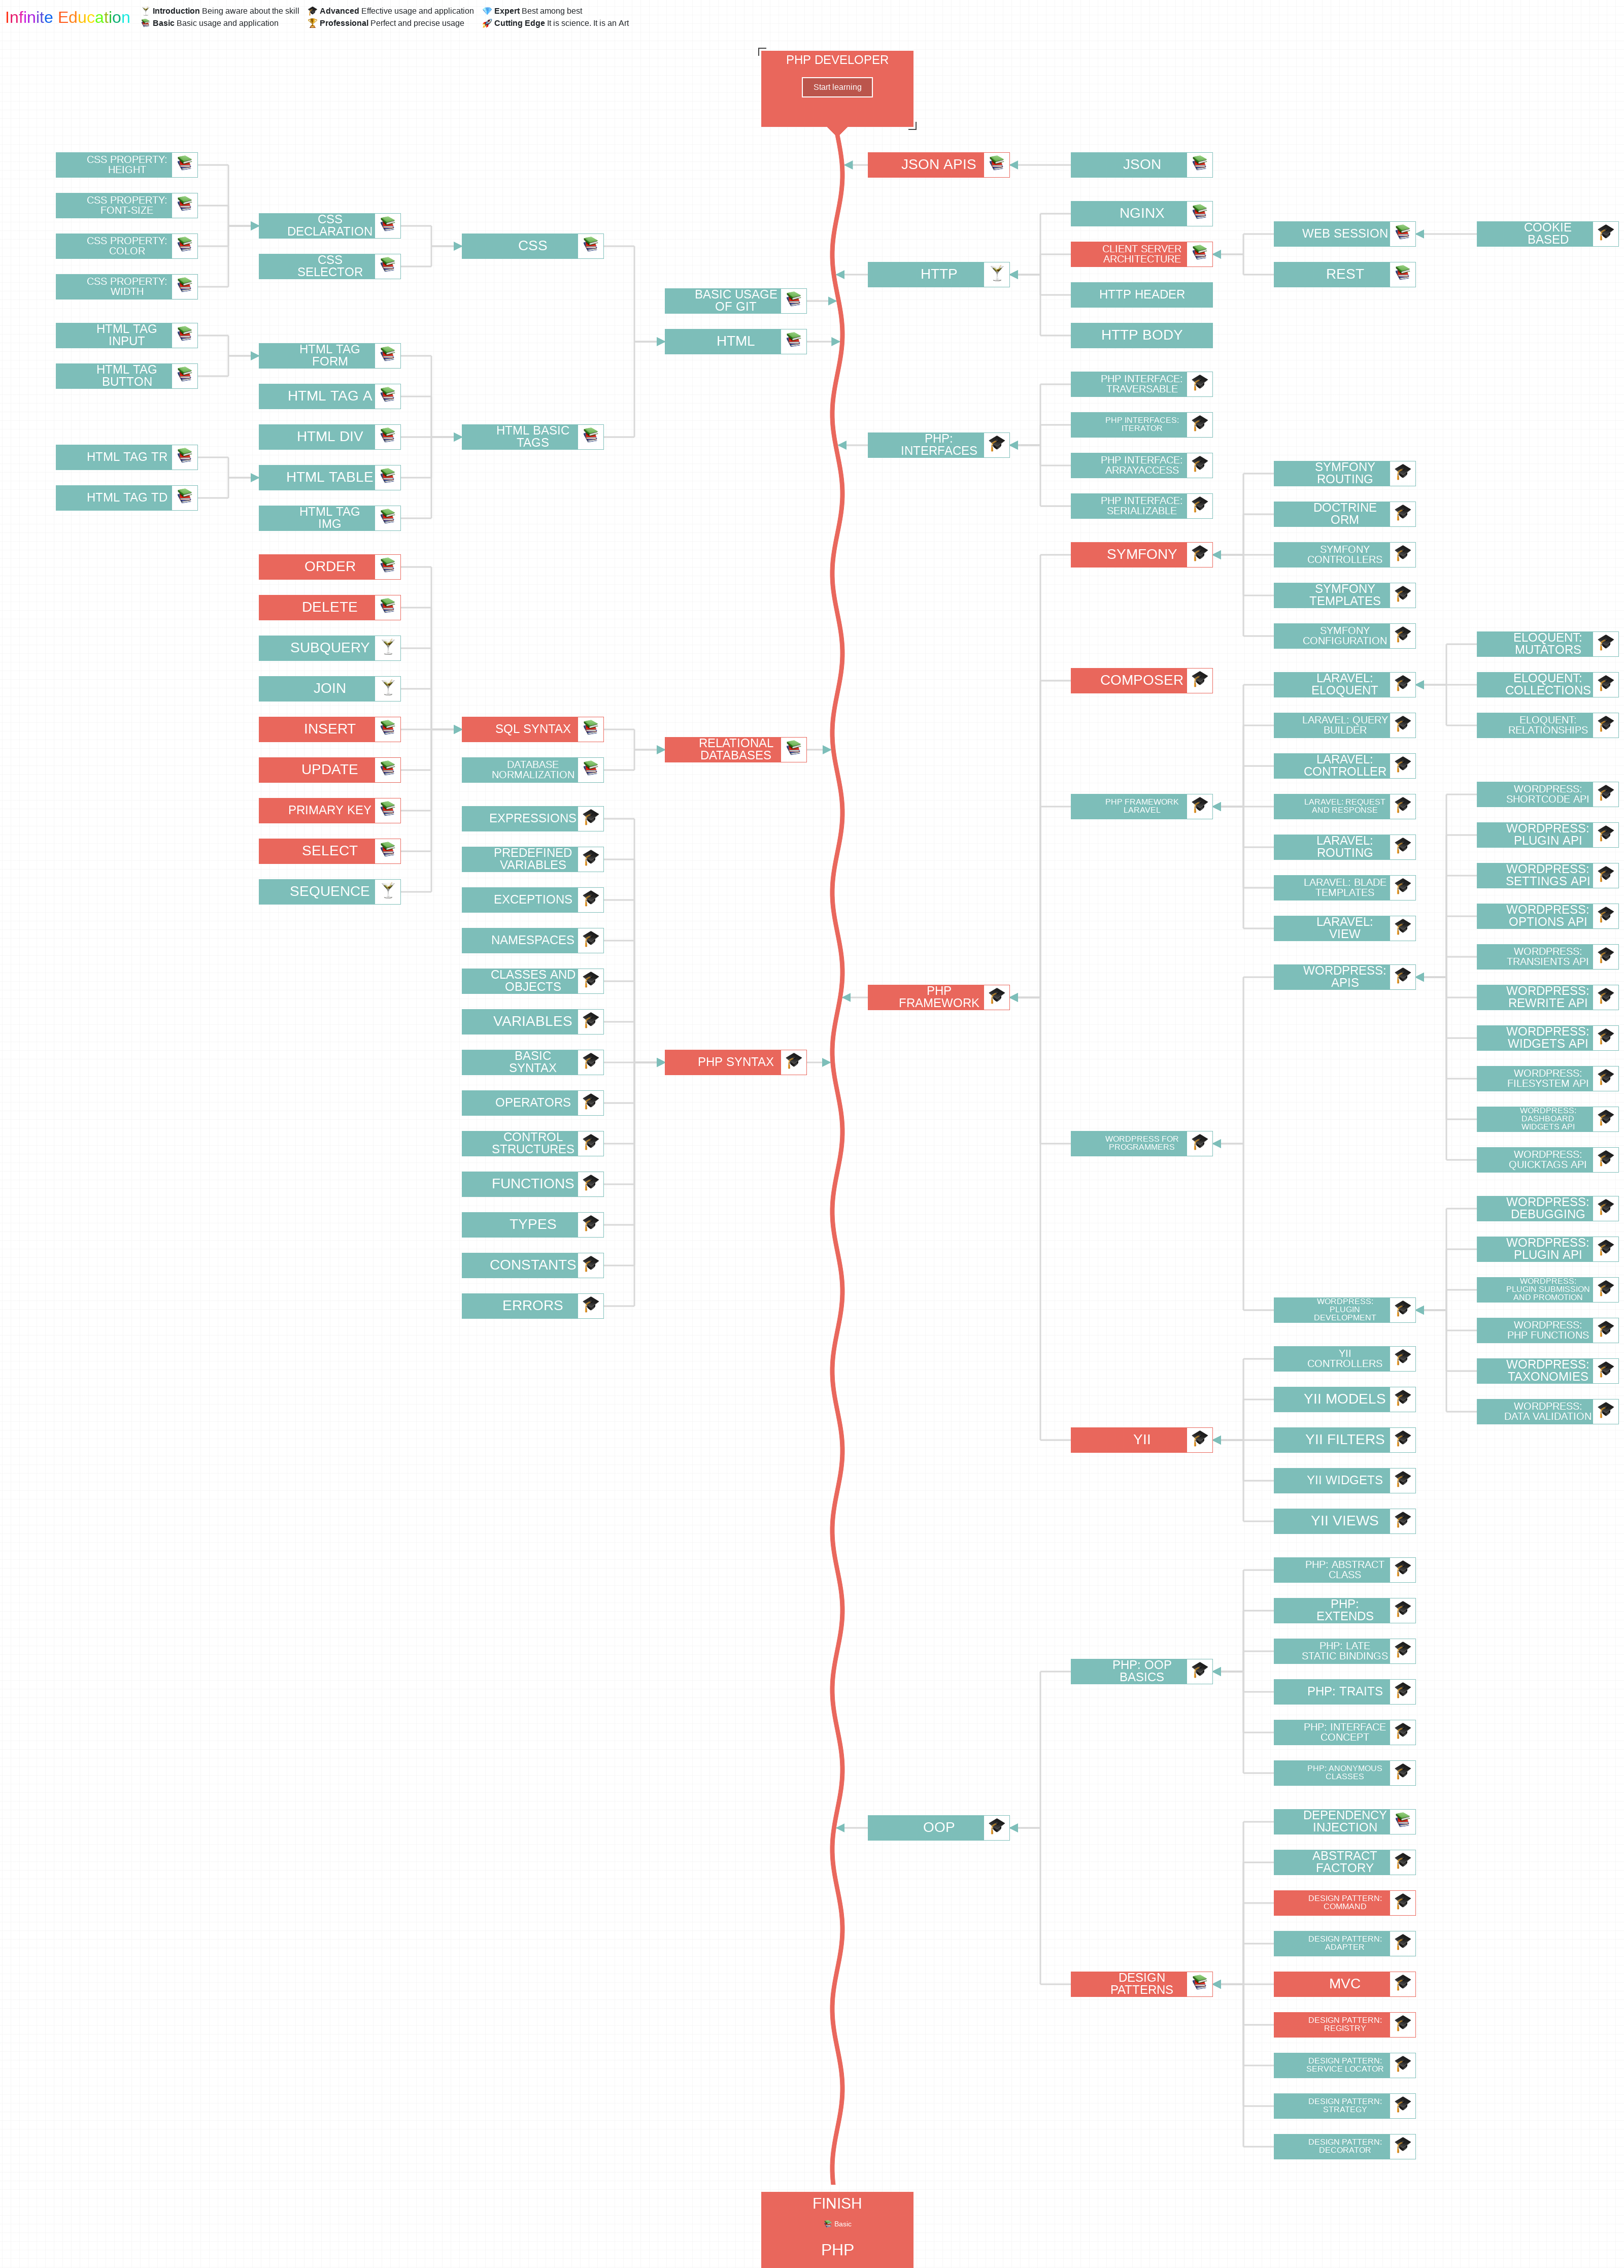 Infinite Education
Introduction Being aware about the skill
Basic Basic usage and application
Advanced Effective usage and application
Professional Perfect and precise usage
Expert Best among best
Cutting Edge It is science. It is an Art
PHP DEVELOPER
Start learning
CSS PROPERTY:
HEIGHT
CSS PROPERTY:
FONT-SIZE
CSS PROPERTY:
COLOR
CSS PROPERTY:
WIDTH
HTML TAG
INPUT
HTML TAG
BUTTON
HTML TAG TR
HTML TAG TD
CSS
DECLARATION
CSS
SELECTOR
HTML TAG
FORM
HTML TAG A
HTML DIV
HTML TABLE
HTML TAG
IMG
ORDER
DELETE
SUBQUERY
JOIN
INSERT
UPDATE
PRIMARY KEY
SELECT
SEQUENCE
CSS
HTML BASIC
TAGS
SQL SYNTAX
DATABASE
NORMALIZATION
EXPRESSIONS
PREDEFINED
VARIABLES
EXCEPTIONS
NAMESPACES
CLASSES AND
OBJECTS
VARIABLES
BASIC
SYNTAX
OPERATORS
CONTROL
STRUCTURES
FUNCTIONS
TYPES
CONSTANTS
ERRORS
BASIC USAGE
OF GIT
HTML
RELATIONAL
DATABASES
PHP SYNTAX
JSON APIS
HTTP
PHP:
INTERFACES
PHP
FRAMEWORK
OOP
JSON
NGINX
CLIENT SERVER
ARCHITECTURE
HTTP HEADER
HTTP BODY
PHP INTERFACE:
TRAVERSABLE
PHP INTERFACES:
ITERATOR
PHP INTERFACE:
ARRAYACCESS
PHP INTERFACE:
SERIALIZABLE
SYMFONY
COMPOSER
PHP FRAMEWORK
LARAVEL
WORDPRESS FOR
PROGRAMMERS
YII
PHP: OOP
BASICS
DESIGN
PATTERNS
WEB SESSION
REST
SYMFONY
ROUTING
DOCTRINE
ORM
SYMFONY
CONTROLLERS
SYMFONY
TEMPLATES
SYMFONY
CONFIGURATION
LARAVEL:
ELOQUENT
LARAVEL: QUERY
BUILDER
LARAVEL:
CONTROLLER
LARAVEL: REQUEST
AND RESPONSE
LARAVEL:
ROUTING
LARAVEL: BLADE
TEMPLATES
LARAVEL:
VIEW
WORDPRESS:
APIS
WORDPRESS:
PLUGIN
DEVELOPMENT
YII
CONTROLLERS
YII MODELS
YII FILTERS
YII WIDGETS
YII VIEWS
PHP: ABSTRACT
CLASS
PHP:
EXTENDS
PHP: LATE
STATIC BINDINGS
PHP: TRAITS
PHP: INTERFACE
CONCEPT
PHP: ANONYMOUS
CLASSES
DEPENDENCY
INJECTION
ABSTRACT
FACTORY
DESIGN PATTERN:
COMMAND
DESIGN PATTERN:
ADAPTER
MVC
DESIGN PATTERN:
REGISTRY
DESIGN PATTERN:
SERVICE LOCATOR
DESIGN PATTERN:
STRATEGY
DESIGN PATTERN:
DECORATOR
COOKIE
BASED
ELOQUENT:
MUTATORS
ELOQUENT:
COLLECTIONS
ELOQUENT:
RELATIONSHIPS
WORDPRESS:
SHORTCODE API
WORDPRESS:
PLUGIN API
WORDPRESS:
SETTINGS API
WORDPRESS:
OPTIONS API
WORDPRESS:
TRANSIENTS API
WORDPRESS:
REWRITE API
WORDPRESS:
WIDGETS API
WORDPRESS:
FILESYSTEM API
WORDPRESS:
DASHBOARD
WIDGETS API
WORDPRESS:
QUICKTAGS API
WORDPRESS:
DEBUGGING
WORDPRESS:
PLUGIN API
WORDPRESS:
PLUGIN SUBMISSION
AND PROMOTION
WORDPRESS:
PHP FUNCTIONS
WORDPRESS:
TAXONOMIES
WORDPRESS:
DATA VALIDATION
FINISH
Basic
PHP